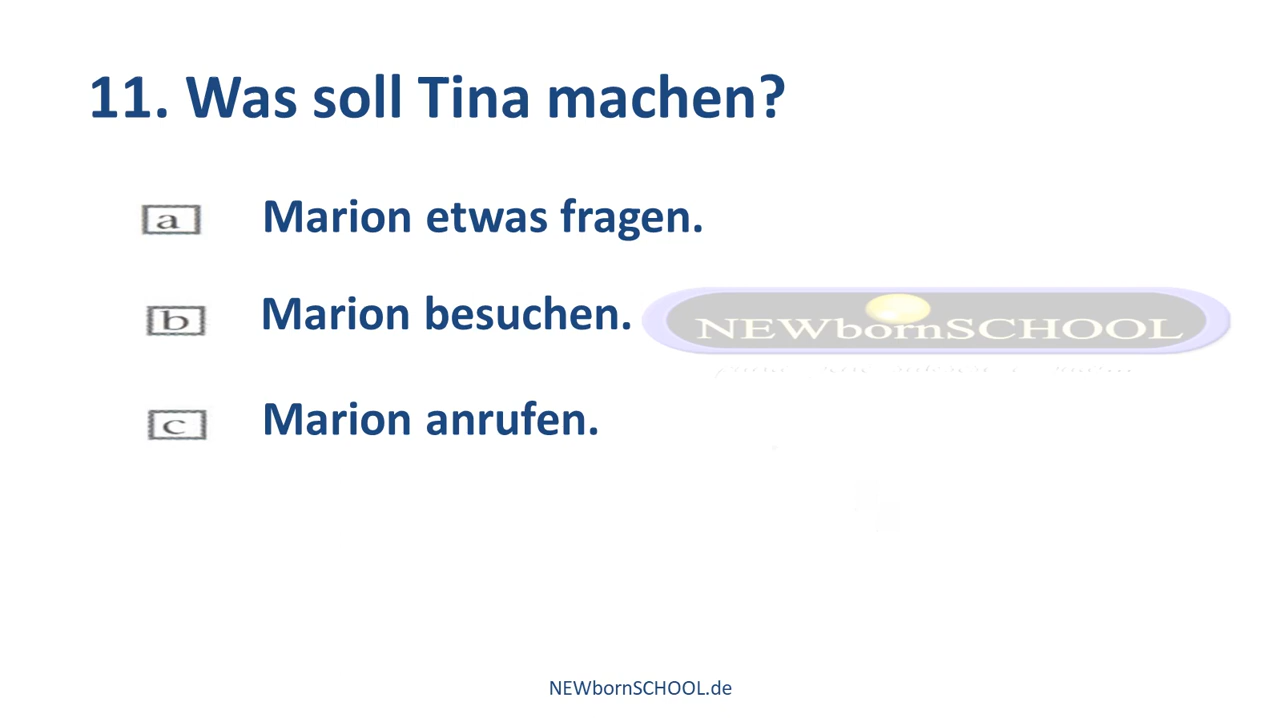 11. Was soll Tina machen?
a Marion etwas fragen.
b Marion besuchen.
NEWbornSCHOOL
c Marion anrufen.
NEWbornSCHOOL.de